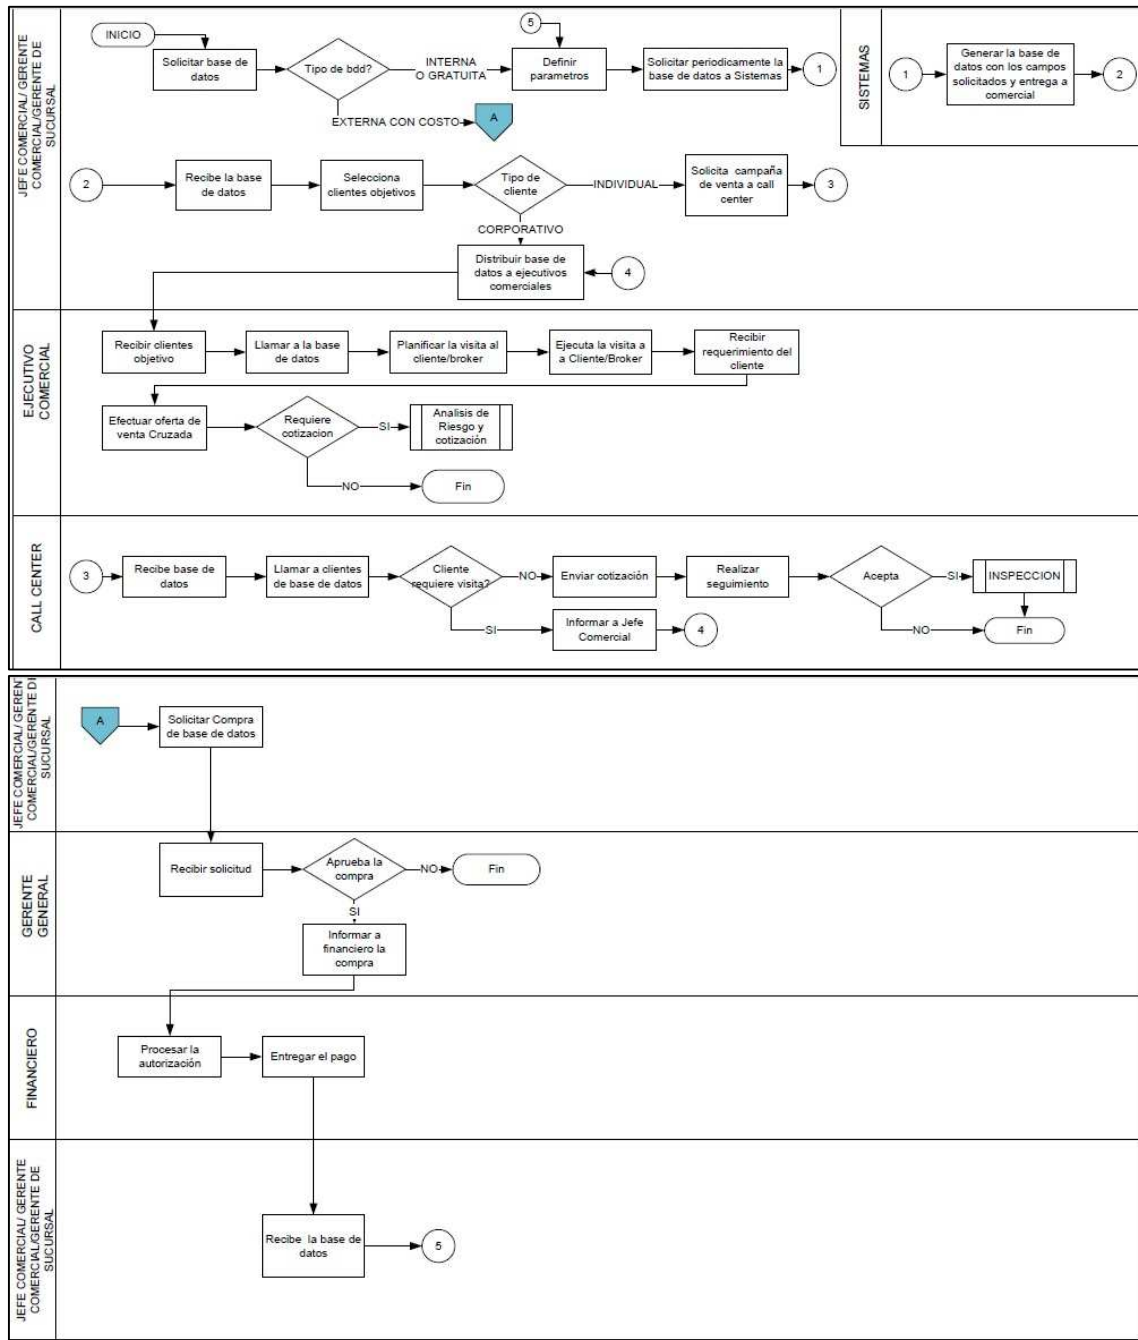 JEFE COMERCIAL/ GERENTE
COMERCIAL/GERENTE DE
SUCURSAL
INICIO
Solicitar base de
datos
Tipo de bdd?
INTERNA
O GRATUITA
5
Definir
parametros
Solicitar periodicamente la
base de datos a Sistemas
1
EXTERNA CON COSTO
A
SISTEMAS
1
Generar la base de
datos con los campos
solicitados y entrega a
comercial
2
2
Recibe la base
de datos
Selecciona
clientes objetivos
Tipo de
cliente
INDIVIDUAL
Solicita campaña
de venta a call
center
3
CORPORATIVO
Distribuir base de
datos a ejecutivos
comerciales
4
EJECUTIVO
COMERCIAL
Recibir clientes
objetivo
Llamar a la base
de datos
Planificar la visita al
cliente/broker
Ejecuta la visita a
a Cliente/Broker
Recibir
requerimiento del
cliente
Efectuar oferta de
venta Cruzada
Requiere
cotizacion
SI
Analisis de
Riesgo y
cotización
NO
Fin
CALL CENTER
3
Recibe base de
datos
Llamar a clientes
de base de datos
Cliente
requiere visita?
NO
Enviar cotización
Realizar
seguimiento
Acepta
SI
INSPECCION
SI
Informar a Jefe
Comercial
4
NO
Fin
JEFE COMERCIAL/ GERENT
COMERCIAL/GERENTE DI
SUCURSAL
A
Solicitar Compra
de base de datos
GERENTE
GENERAL
Recibir solicitud
Aprueba la
compra
NO
Fin
SI
Informar a
financiero la
compra
FINANCIERO
Procesar la
autorización
Entregar el pago
JEFE COMERCIAL/ GERENTE
COMERCIAL/GERENTE DE
SUCURSAL
Recibe la base de
datos
5